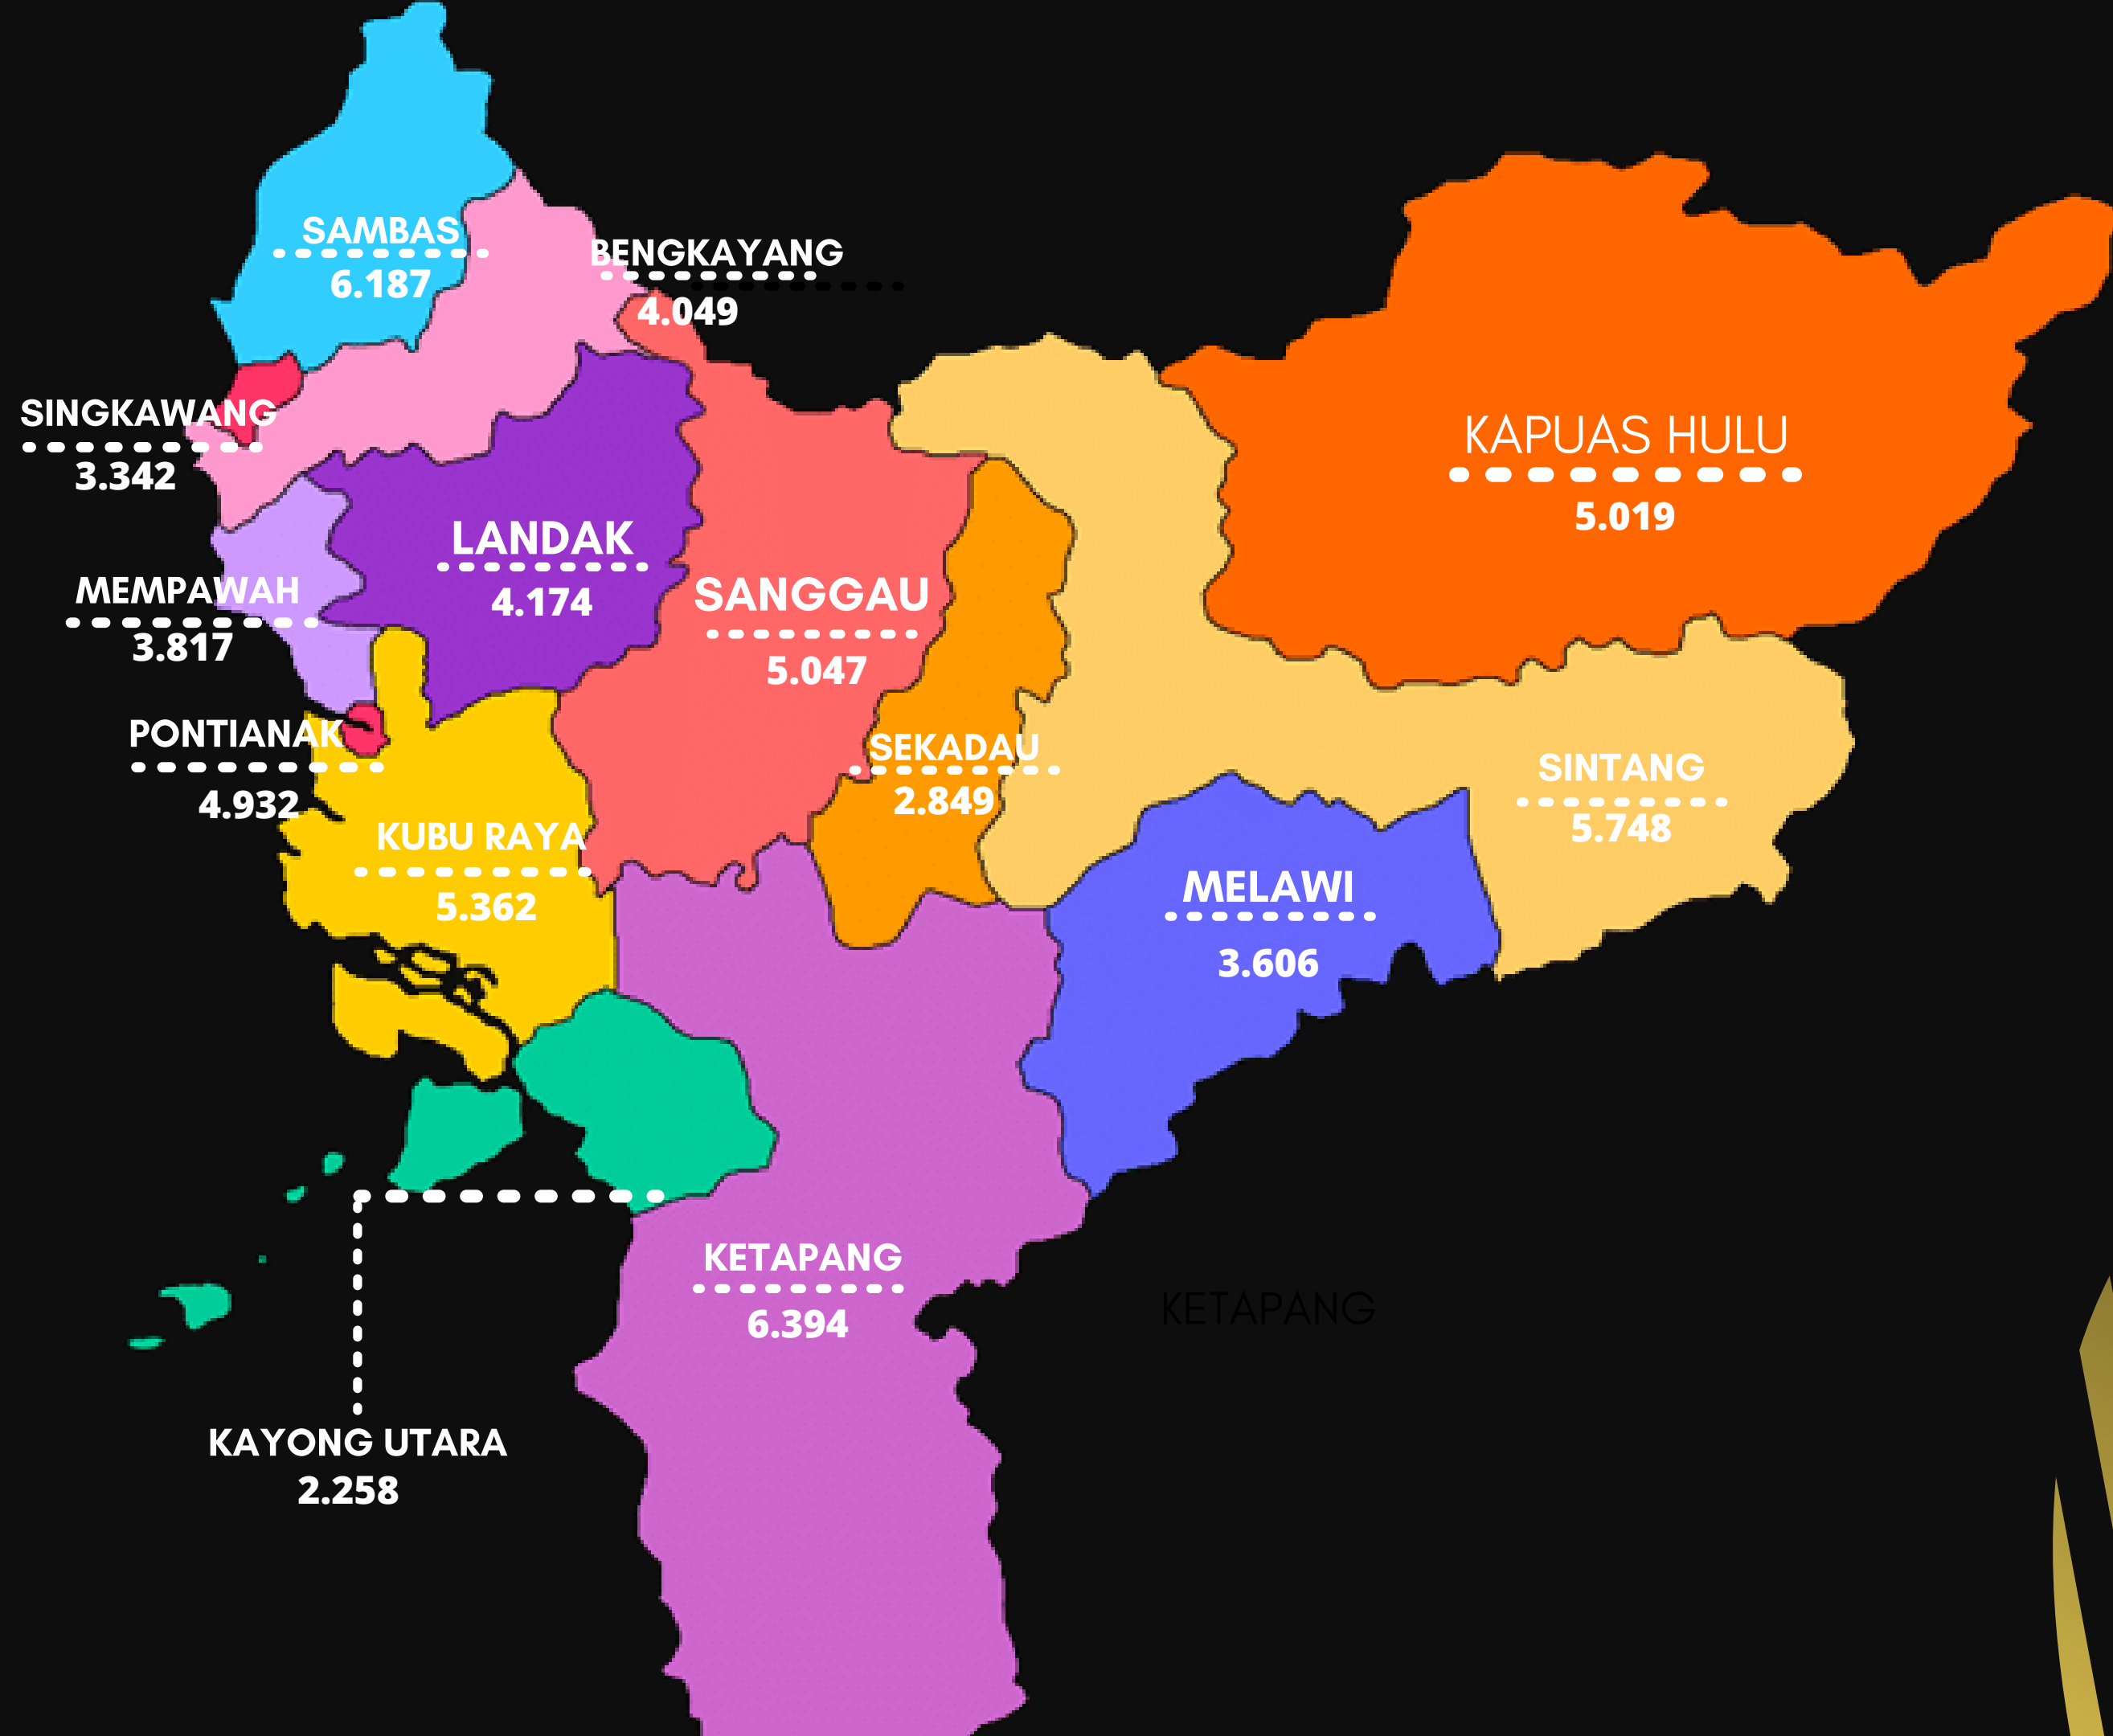 SAMBAS
6.187
BENGKAYANG
4.049
SINGKAWANG
3.342
KAPUAS HULU
5.019
LANDAK
4.174
MEMPAWAH
3.817
SANGGAU
5.047
PONTIANAK
4.932
SEKADAU
2.849
SINTANG
5.748
KUBU RAYA
5.362
MELAWI
3.606
KETAPANG
6.394
KETAPANG
KAYONG UTARA
2.258